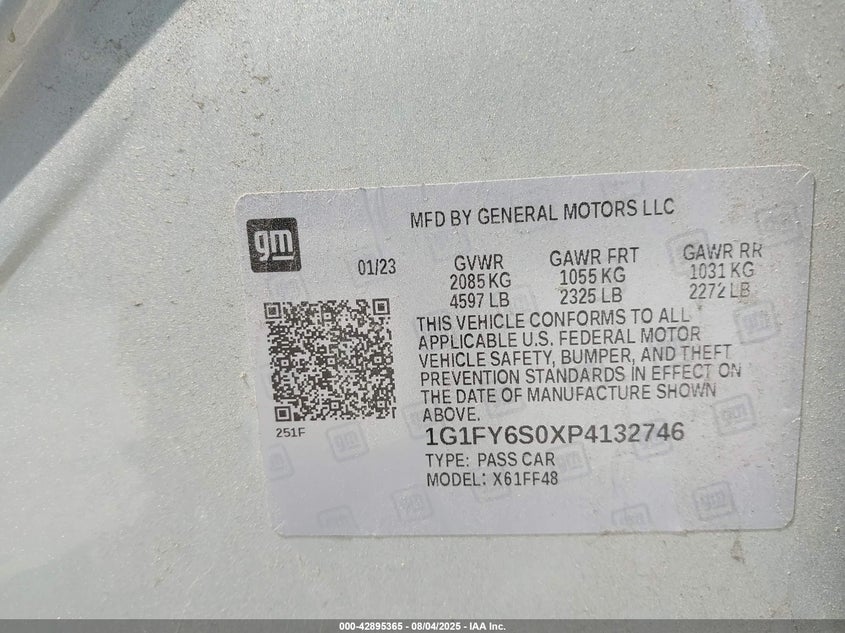 gm
MFD BY GENERAL MOTORS LLC
01/23
GVWR
2085 KG
4597 LB
GAWR FRT
1055 KG
2325 LB
GAWR RR
1031 KG
2272 LB
THIS VEHICLE CONFORMS TO ALL
APPLICABLE U.S. FEDERAL MOTOR
VEHICLE SAFETY, BUMPER, AND THEFT
PREVENTION STANDARDS IN EFFECT ON
THE DATE OF MANUFACTURE SHOWN
ABOVE.
251F
1G1FY6S0XP4132746
TYPE: PASS CAR
MODEL: X61FF48
000-42895365 - 08/04/2025 - IAA Inc.